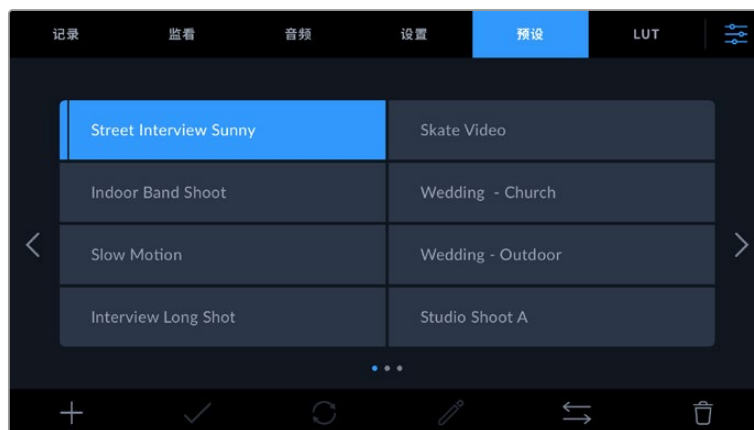 记录 监看 音频 设置 预设 LUT
Street Interview Sunny Skate Video
Indoor Band Shoot Wedding - Church
Slow Motion Wedding - Outdoor
Interview Long Shot Studio Shoot A